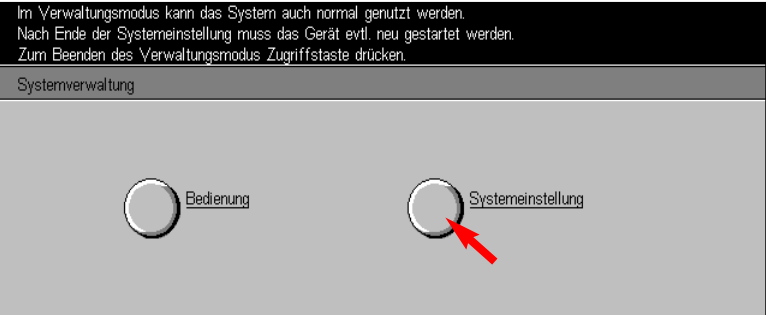 Im Verwaltungsmodus kann das System auch normal genutzt werden.
Nach Ende der Systemeinstellung muss das Gerät evtl. neu gestartet werden.
Zum Beenden des Verwaltungsmodus Zugriffstaste drücken.
Systemverwaltung
Bedienung
Systemeinstellung